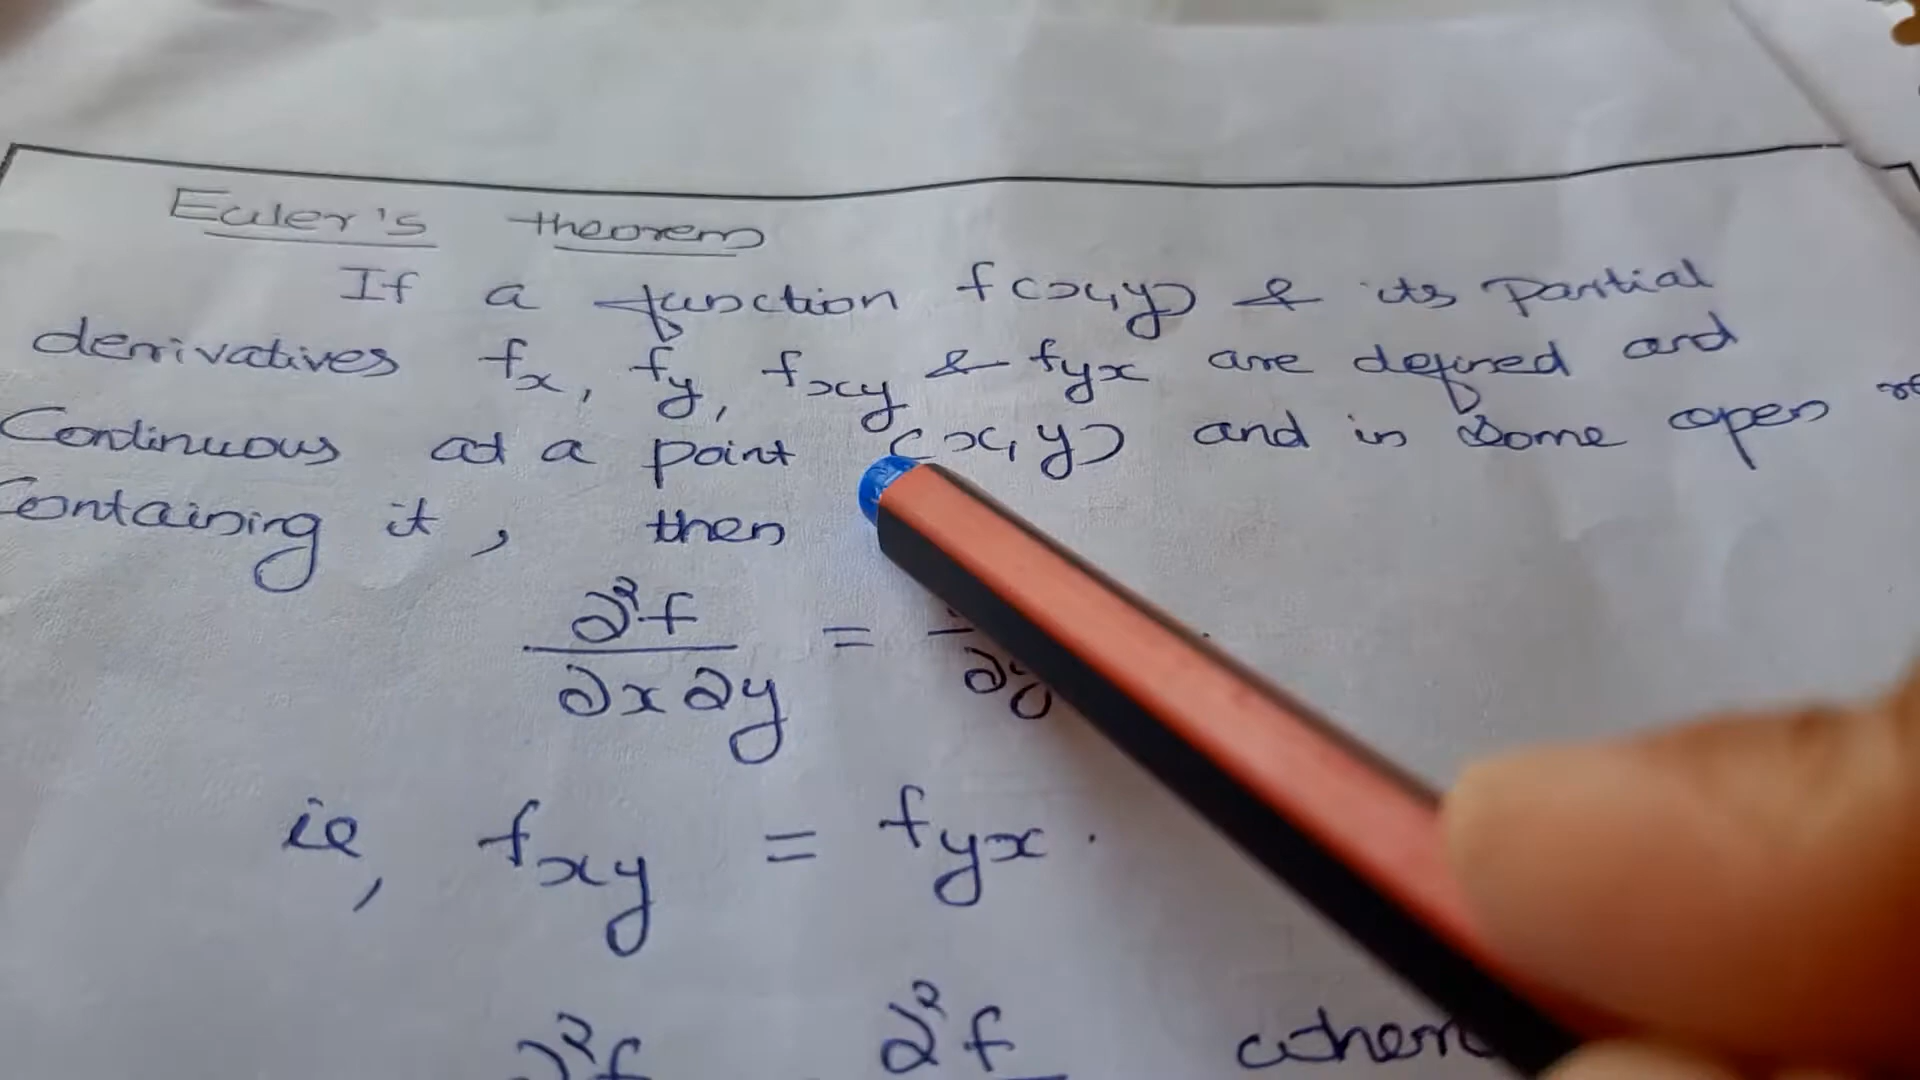 Euler's theorem
If a function f(x,y) & its partial
derivatives fx, fy, fxy & fyx are defined and
Continuous at a point (x,y) and in some open
Containing it, then
∂²f/∂x∂y =
ie, fxy = fyx.
∂²f ∂²f